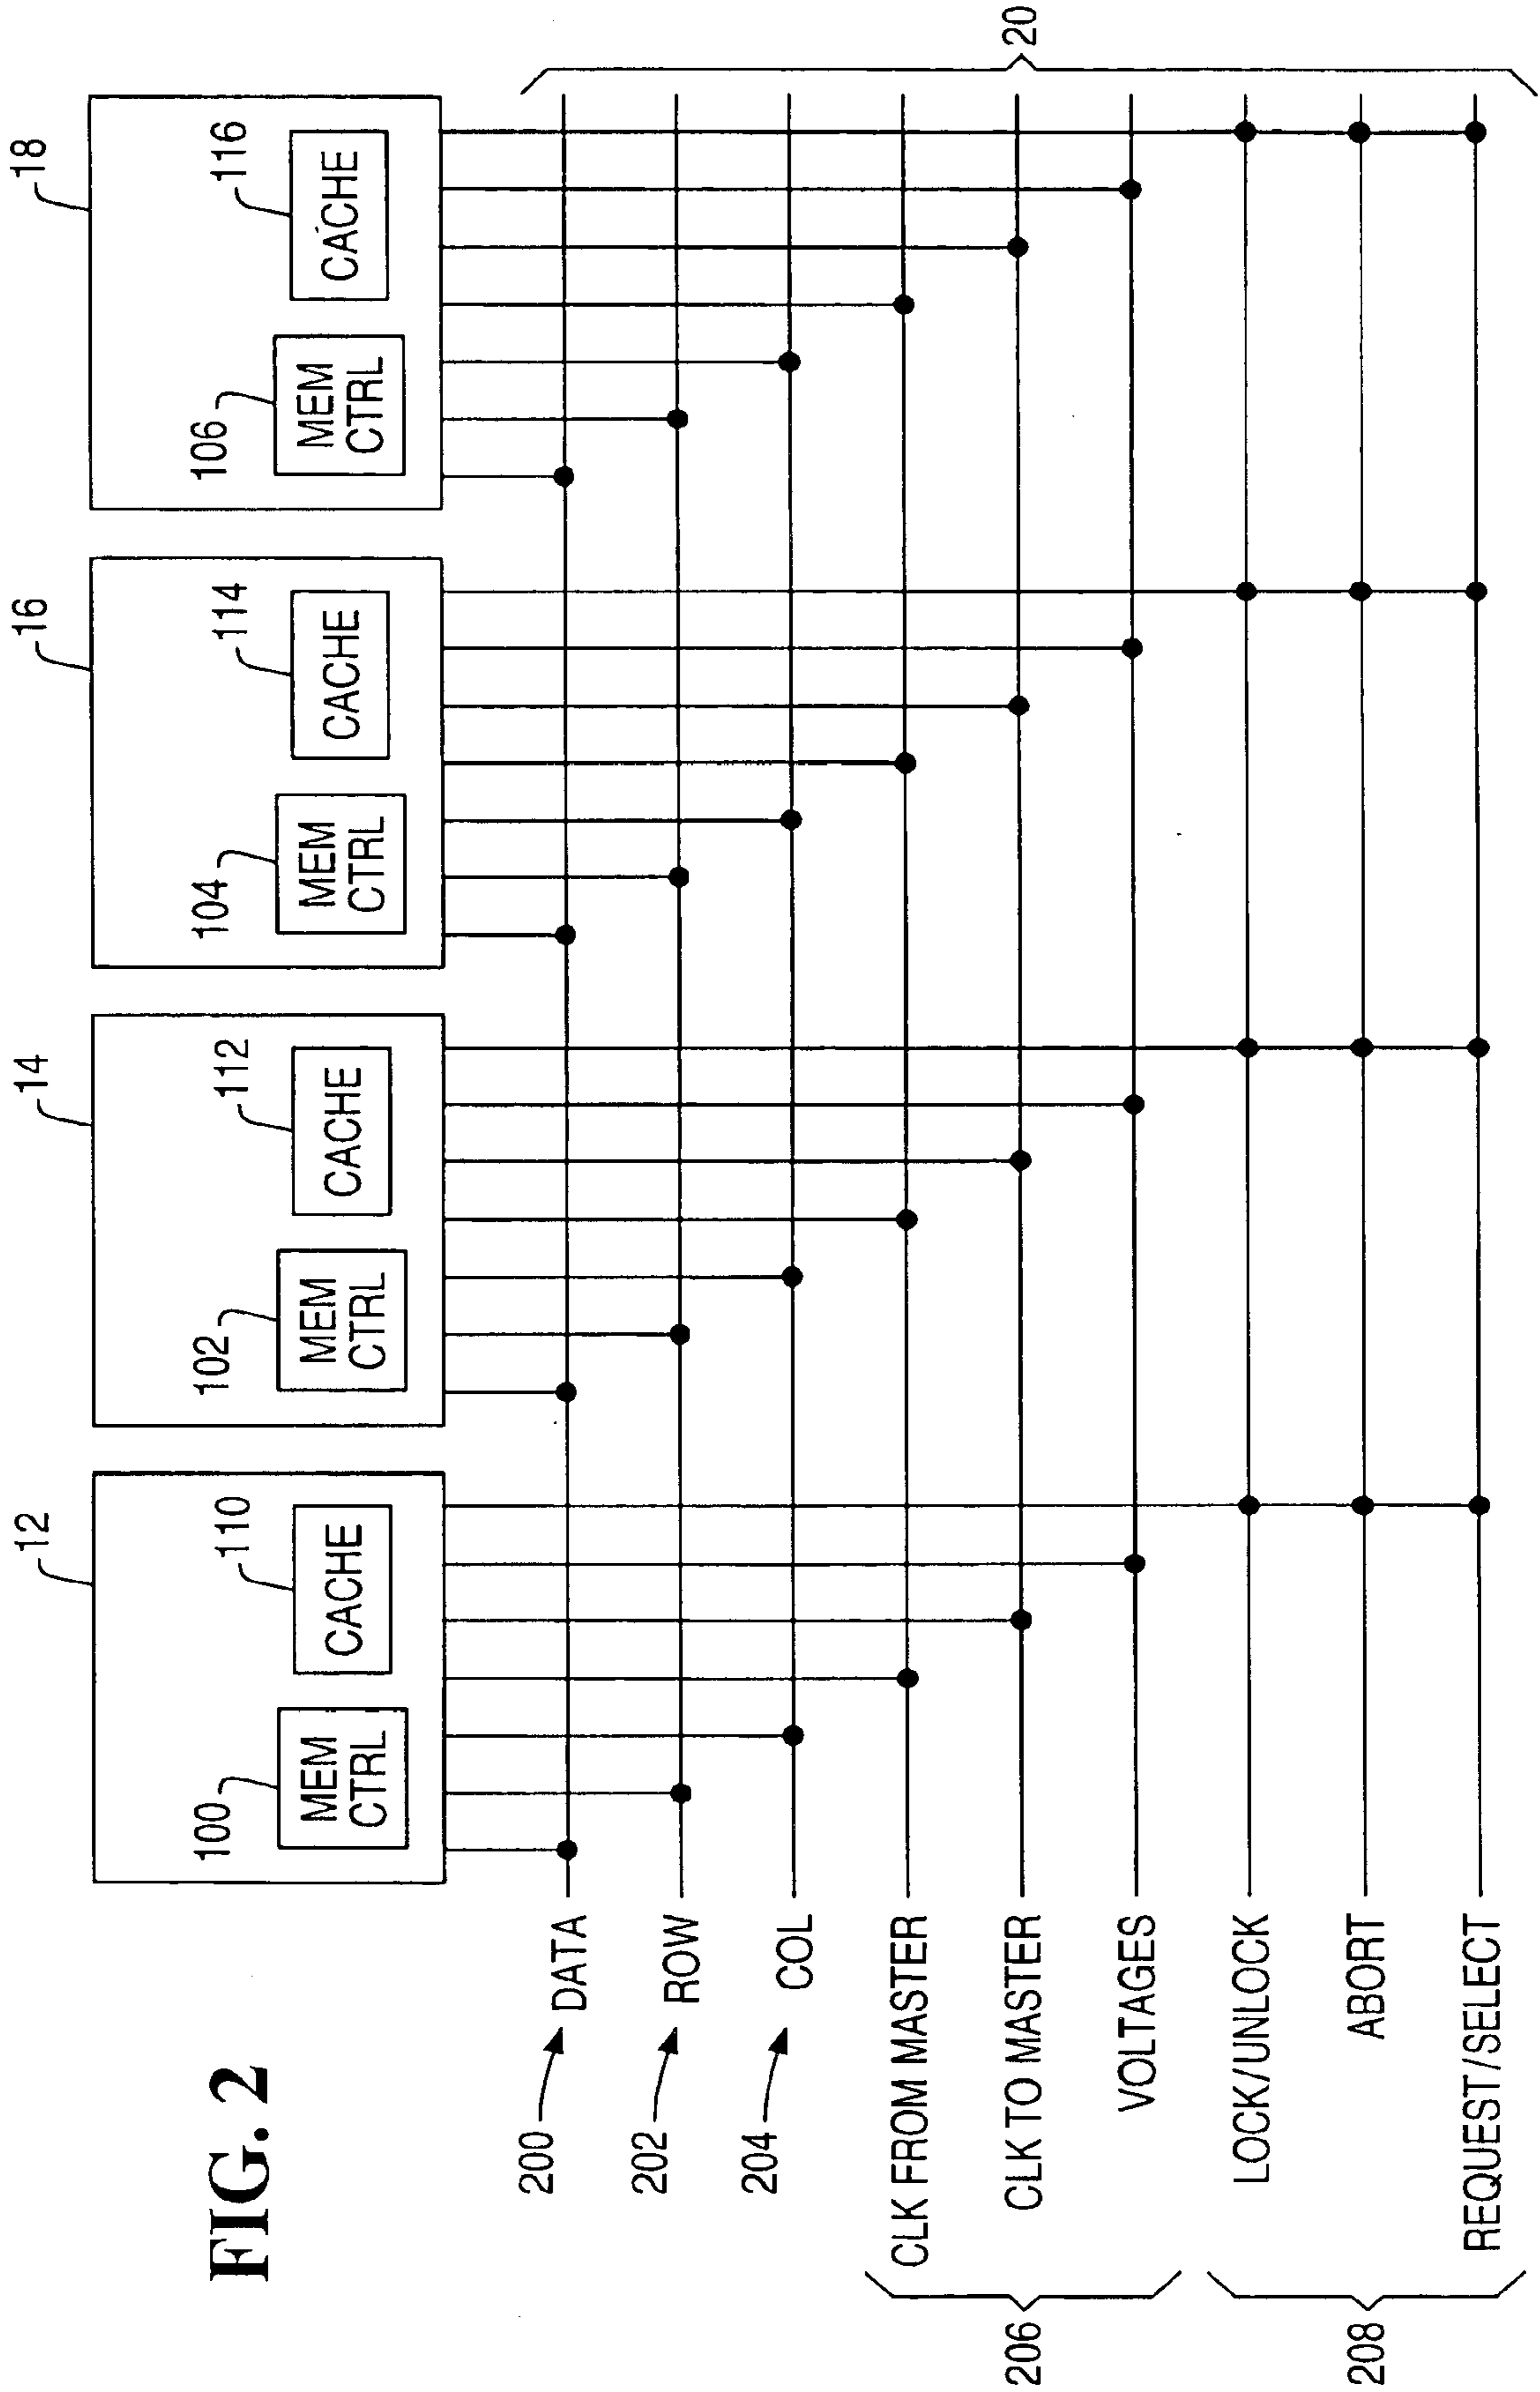 FIG. 2
12
14
16
18
100
MEM
CTRL
110
CACHE
102
MEM
CTRL
112
CACHE
104
MEM
CTRL
114
CACHE
106
MEM
CTRL
116
CACHE
200
DATA
202
ROW
204
COL
206
CLK FROM MASTER
CLK TO MASTER
VOLTAGES
208
LOCK/UNLOCK
ABORT
REQUEST/SELECT
20